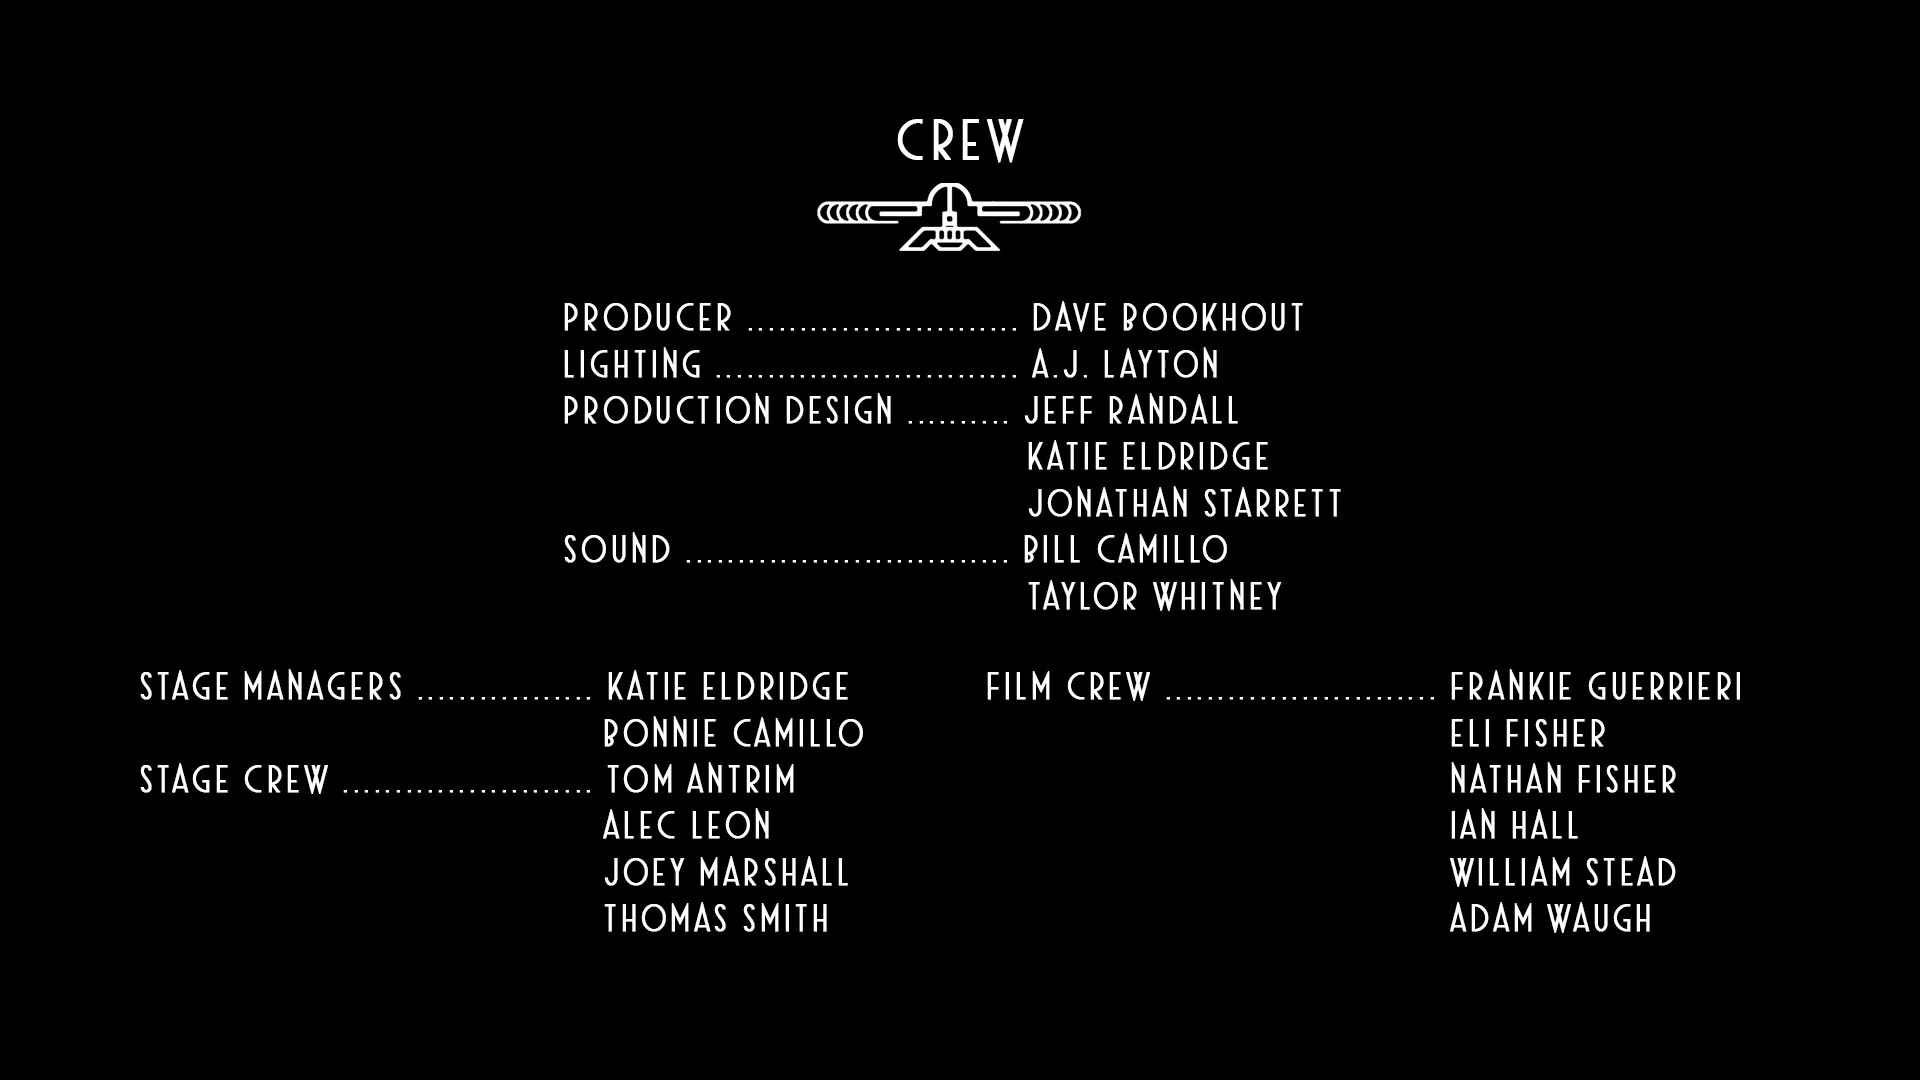 CREW
PRODUCER .......................... DAVE BOOKHOUT
LIGHTING ............................. A.J. LAYTON
PRODUCTION DESIGN .......... JEFF RANDALL
KATIE ELDRIDGE
JONATHAN STARRETT
SOUND ............................... BILL CAMILLO
TAYLOR WHITNEY
STAGE MANAGERS ................. KATIE ELDRIDGE
BONNIE CAMILLO
STAGE CREW ........................ TOM ANTRIM
ALEC LEON
JOEY MARSHALL
THOMAS SMITH
FILM CREW .......................... FRANKIE GUERRIERI
ELI FISHER
NATHAN FISHER
IAN HALL
WILLIAM STEAD
ADAM WAUGH